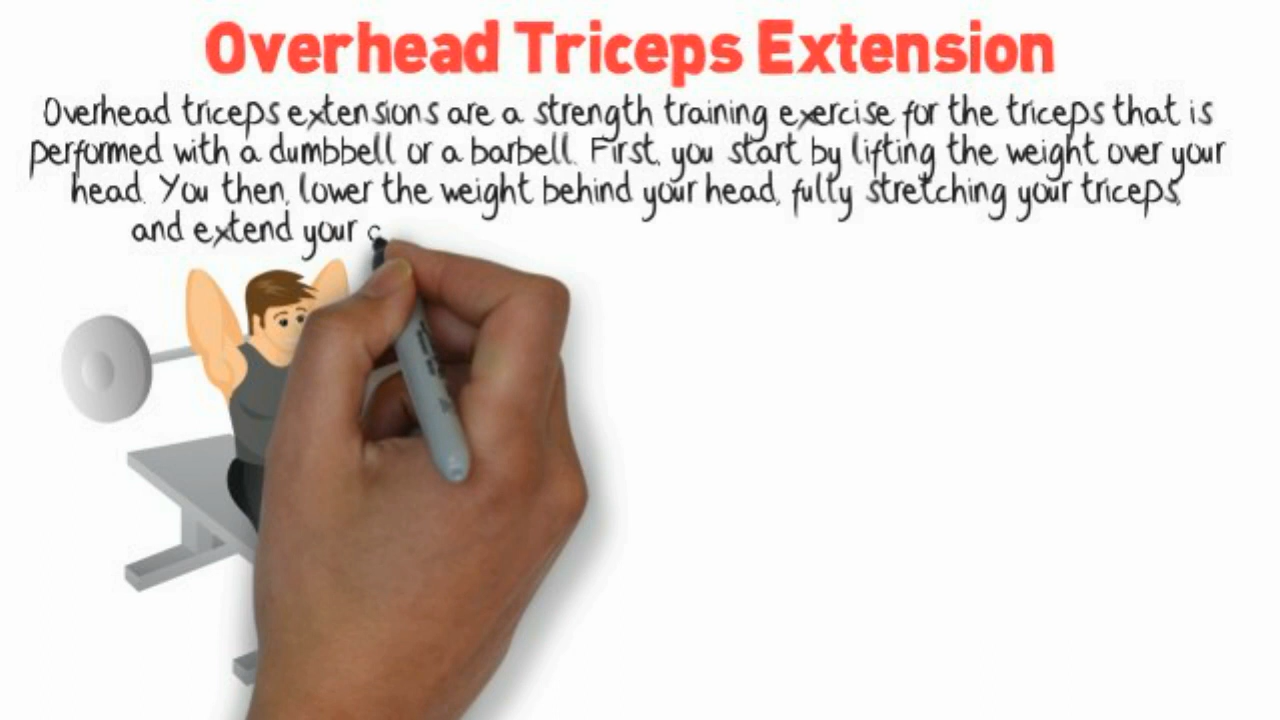 Overhead Triceps Extension
Overhead triceps extensions are a strength training exercise for the triceps that is
performed with a dumbbell or a barbell. First, you start by lifting the weight over your
head. You then, lower the weight behind your head, fully stretching your triceps,
and extend your